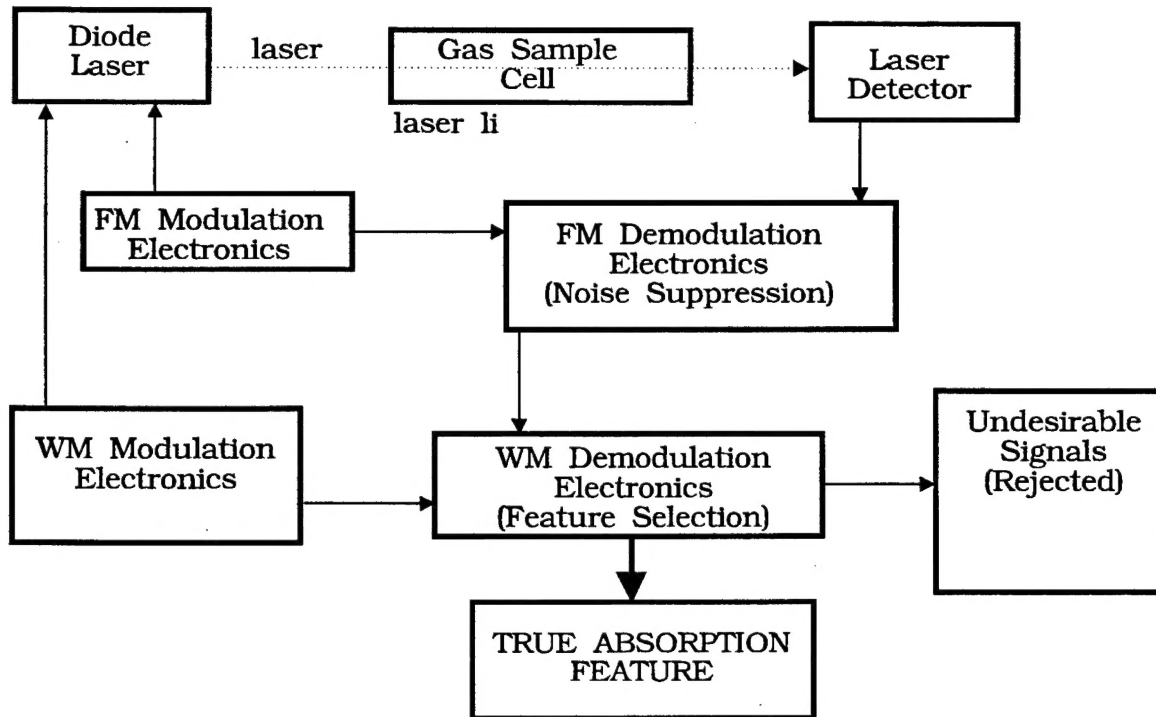 Diode
Laser
laser
Gas Sample
Cell
laser li
Laser
Detector
FM Modulation
Electronics
FM Demodulation
Electronics
(Noise Suppression)
WM Modulation
Electronics
WM Demodulation
Electronics
(Feature Selection)
Undesirable
Signals
(Rejected)
TRUE ABSORPTION
FEATURE